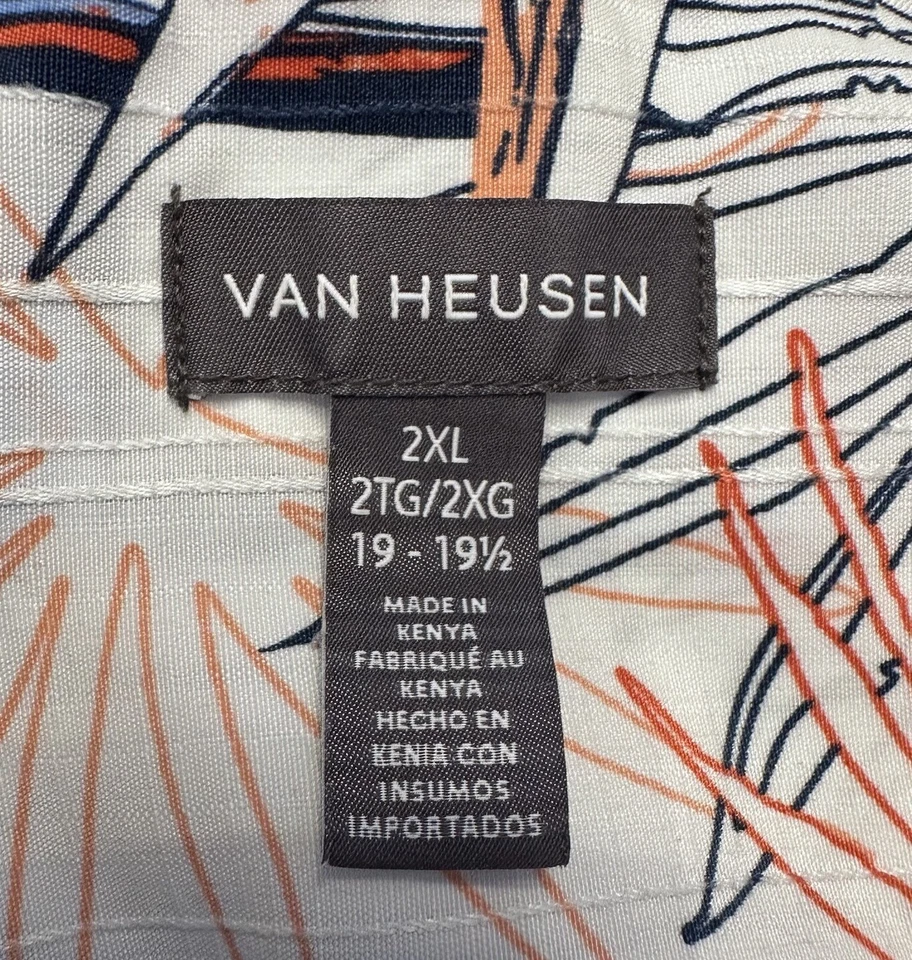 VAN HEUSEN
2XL
2TG/2XG
19 - 19½
MADE IN
KENYA
FABRIQUÉ AU
KENYA
HECHO EN
KENIA CON
INSUMOS
IMPORTADOS